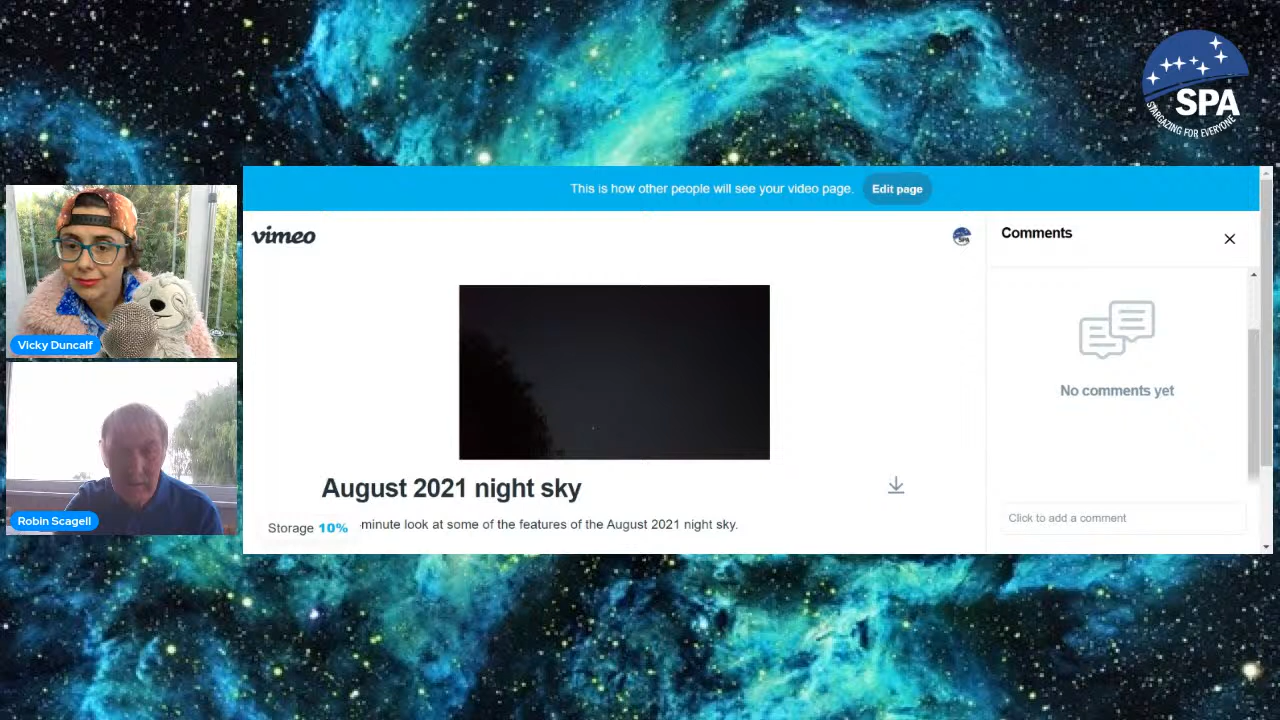 SPA
STARGAZING FOR EVERYONE
This is how other people will see your video page.
Edit page
vimeo
SPA
Comments
Vicky Duncalf
No comments yet
August 2021 night sky
Robin Scagell
Storage 10%
-minute look at some of the features of the August 2021 night sky.
Click to add a comment